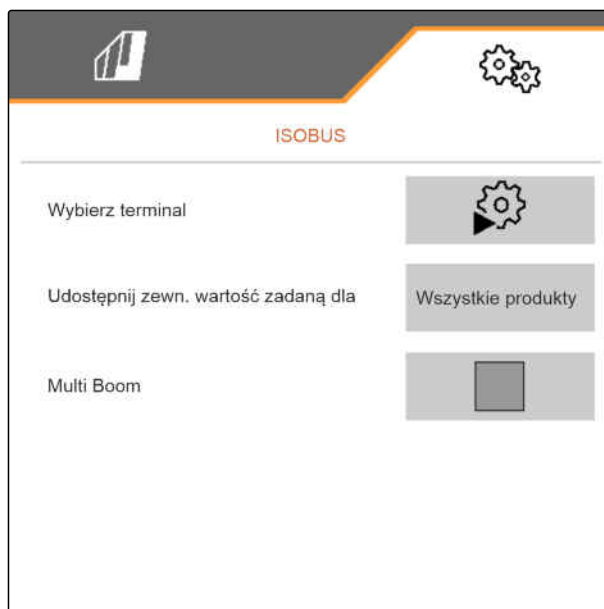 ISOBUS
Wybierz terminal
Udostępnij zewn. wartość zadaną dla
Wszystkie produkty
Multi Boom